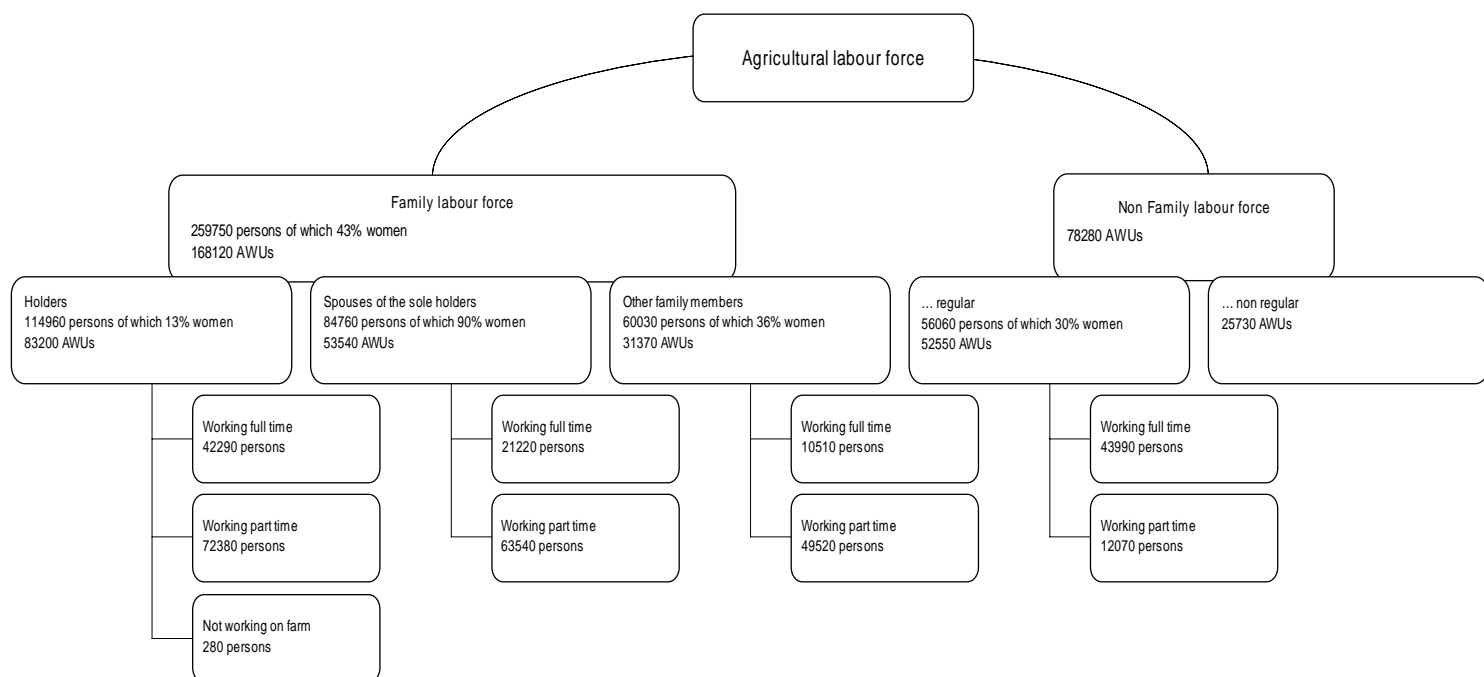 Agricultural labour force
Family labour force
259750 persons of which 43% women
168120 AWUs
Non Family labour force
78280 AWUs
Holders
114960 persons of which 13% women
83200 AWUs
Spouses of the sole holders
84760 persons of which 90% women
53540 AWUs
Other family members
60030 persons of which 36% women
31370 AWUs
... regular
56060 persons of which 30% women
52550 AWUs
... non regular
25730 AWUs
Working full time
42290 persons
Working full time
21220 persons
Working full time
10510 persons
Working full time
43990 persons
Working part time
72380 persons
Working part time
63540 persons
Working part time
49520 persons
Working part time
12070 persons
Not working on farm
280 persons